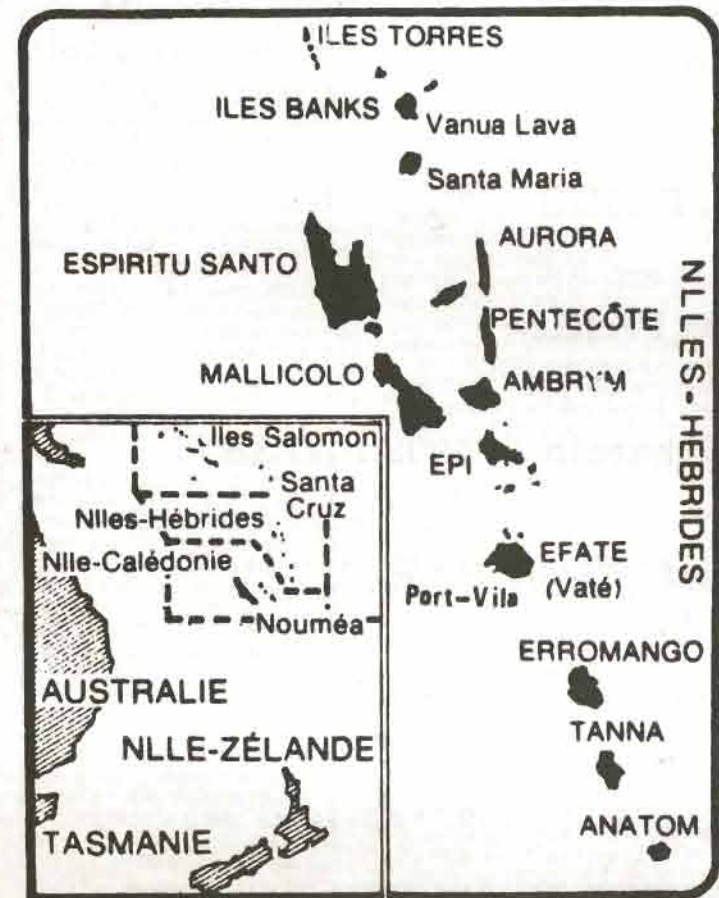 ILES TORRES
ILES BANKS
Vanua Lava
Santa Maria
AURORA
ESPIRITU SANTO
PENTECÔTE
MALLICOLO
AMBRYM
EPI
EFATE
(Vaté)
Port-Vila
ERROMANGO
TANNA
ANATOM
NLLES-HEBRIDES
Iles Salomon
Santa
Cruz
Nlles-Hébrides
Nlle-Calédonie
Nouméa
AUSTRALIE
NLLE-ZÉLANDE
TASMANIE